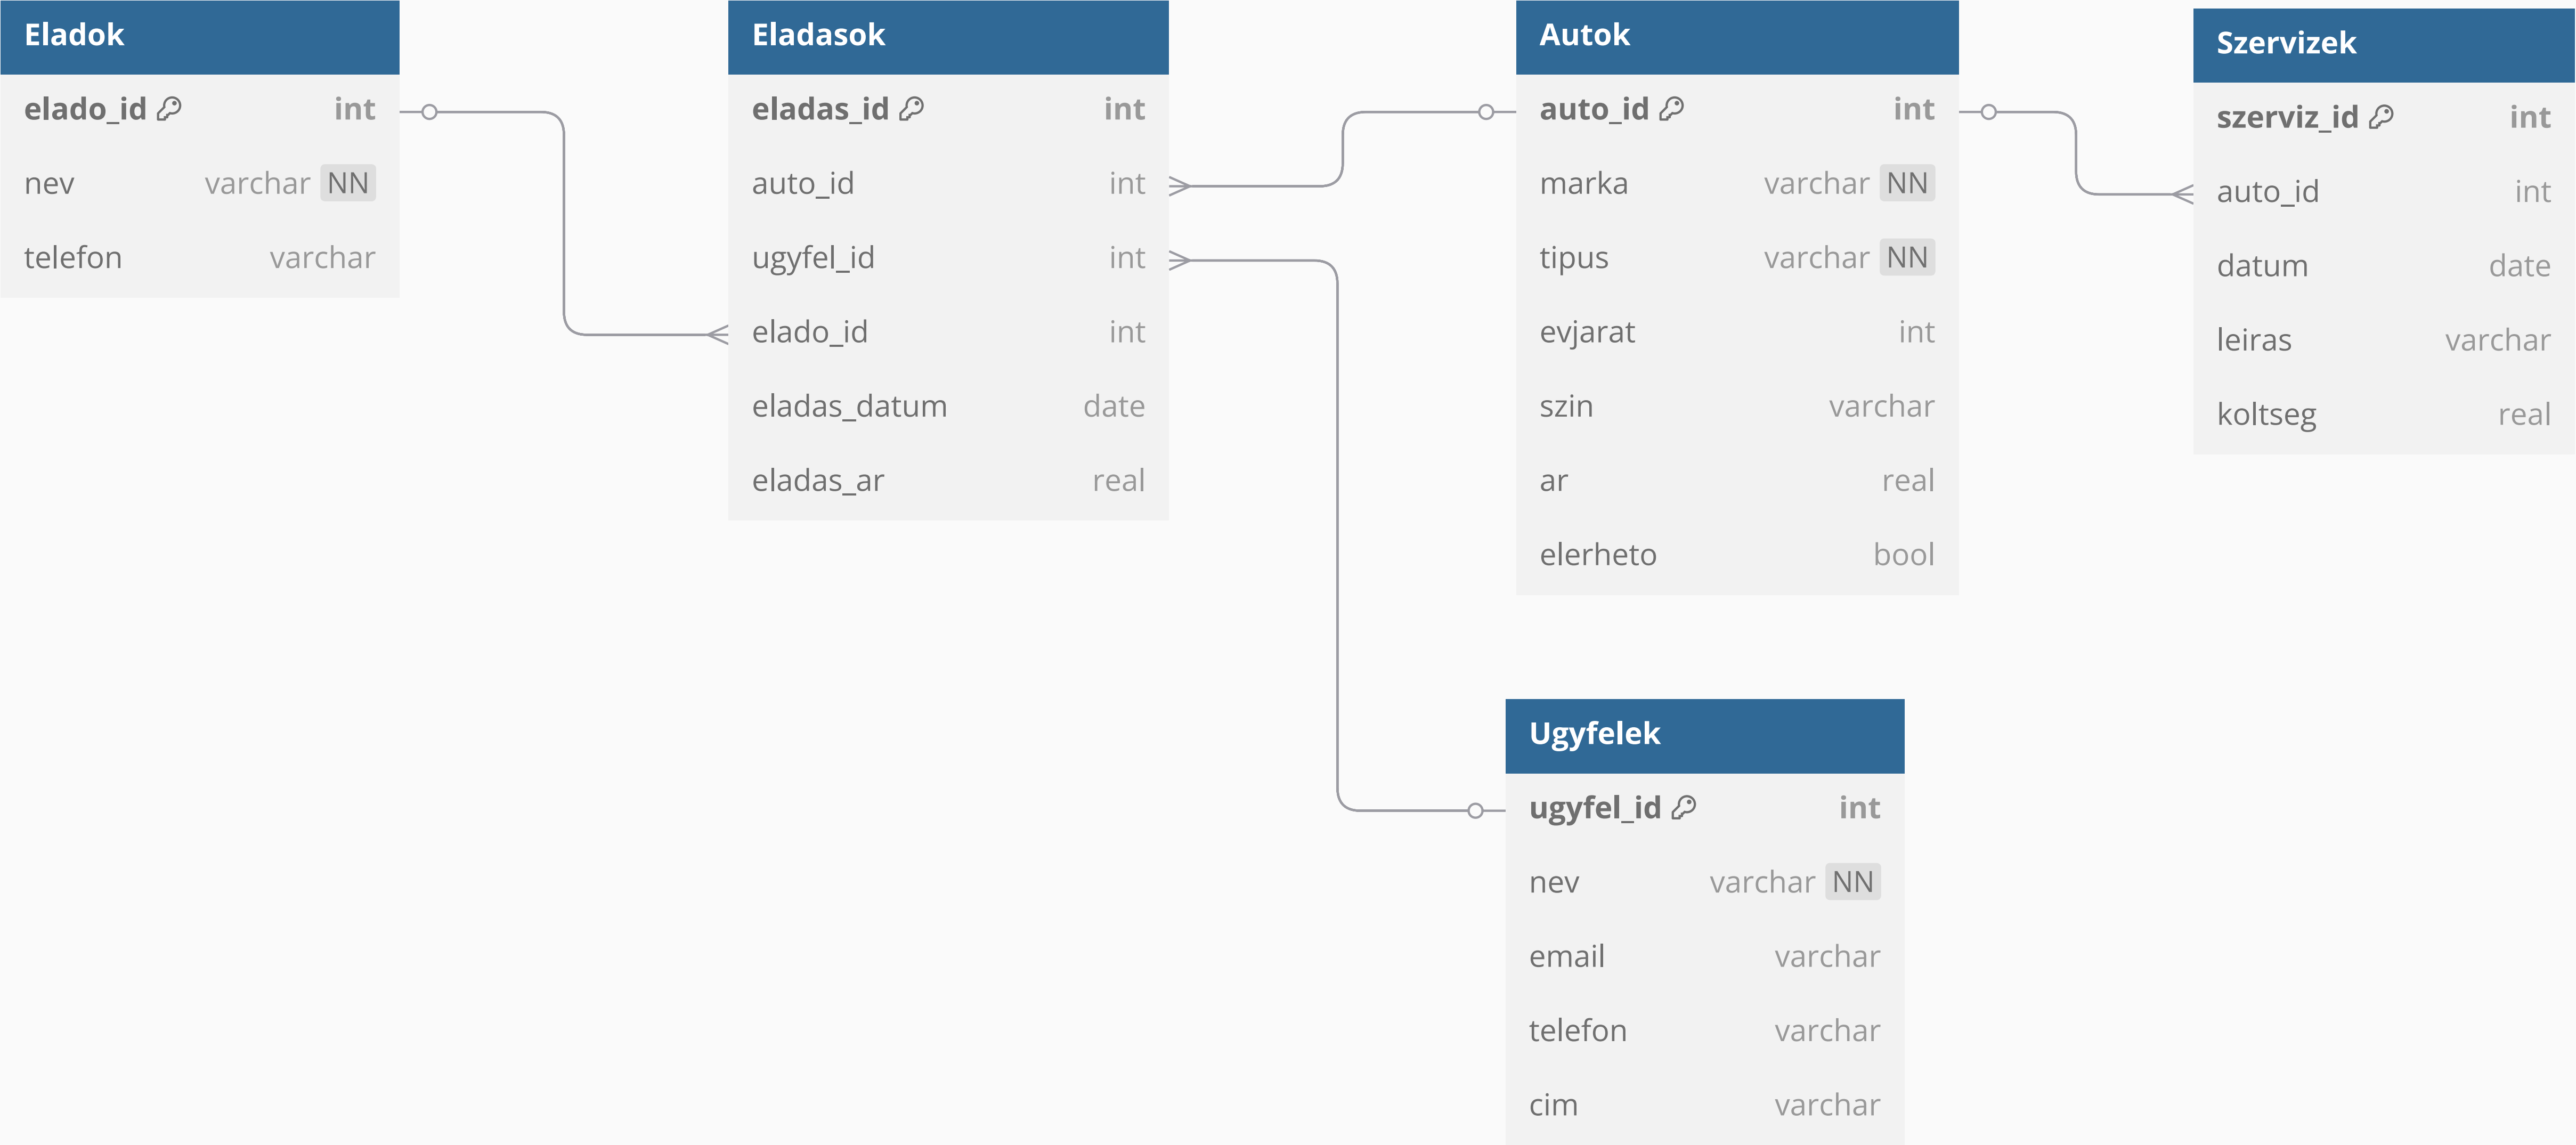 Eladok
elado_id int
nev varchar NN
telefon varchar
Eladasok
eladas_id int
auto_id int
ugyfel_id int
elado_id int
eladas_datum date
eladas_ar real
Autok
auto_id int
marka varchar NN
tipus varchar NN
evjarat int
szin varchar
ar real
elerheto bool
Szervizek
szerviz_id int
auto_id int
datum date
leiras varchar
koltseg real
Ugyfelek
ugyfel_id int
nev varchar NN
email varchar
telefon varchar
cim varchar